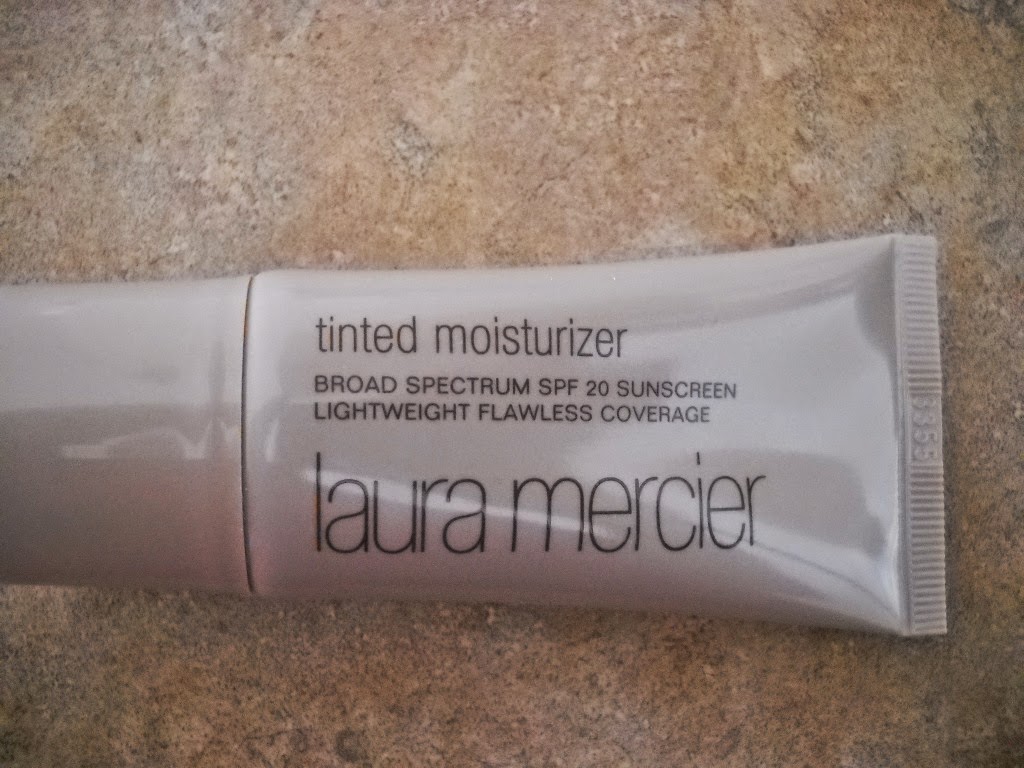 tinted moisturizer
BROAD SPECTRUM SPF 20 SUNSCREEN
LIGHTWEIGHT FLAWLESS COVERAGE
laura mercier